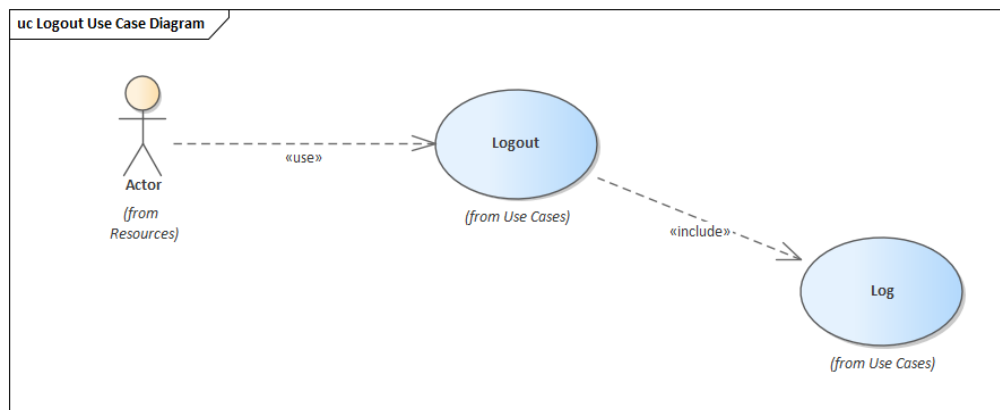 uc Logout Use Case Diagram
Actor
(from
Resources)
«use»
Logout
(from Use Cases)
«include»
Log
(from Use Cases)